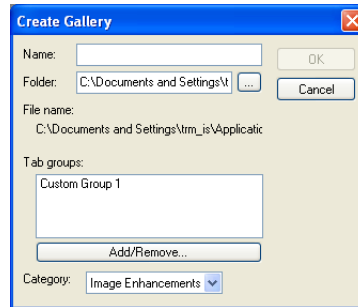 Create Gallery
Name:
OK
Folder: C:\Documents and Settings\t ...
Cancel
File name:
C:\Documents and Settings\trm_is\Applicatic
Tab groups:
Custom Group 1
Add/Remove...
Category: Image Enhancements